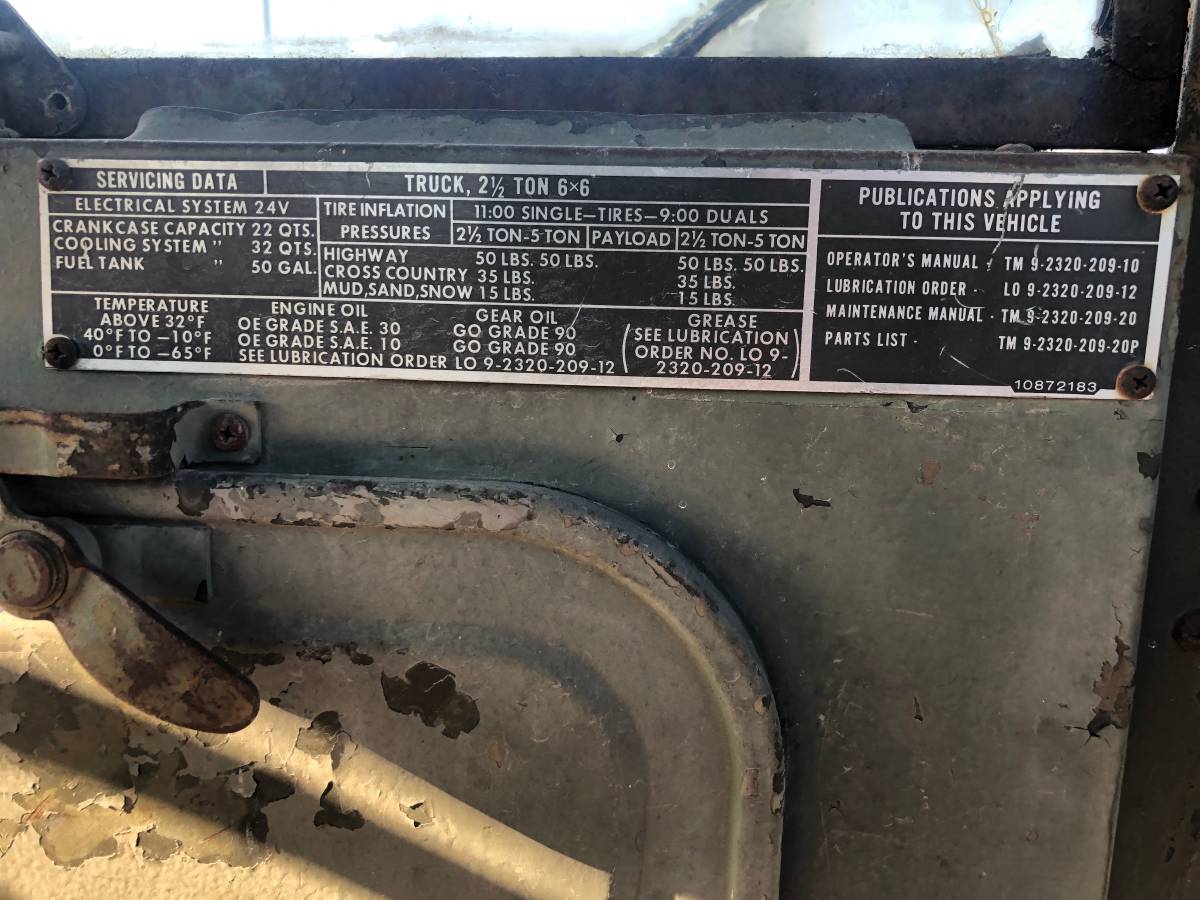 SERVICING DATA
TRUCK, 2½ TON 6×6
ELECTRICAL SYSTEM 24V
CRANKCASE CAPACITY 22 QTS.
COOLING SYSTEM " 32 QTS.
FUEL TANK " 50 GAL.
TIRE INFLATION
PRESSURES
11:00 SINGLE—TIRES—9:00 DUALS
2½ TON-5 TON PAYLOAD 2½ TON-5 TON
HIGHWAY 50 LBS. 50 LBS. 50 LBS. 50 LBS.
CROSS COUNTRY 35 LBS. 35 LBS.
MUD,SAND,SNOW 15 LBS. 15 LBS.
TEMPERATURE ENGINE OIL GEAR OIL GREASE
ABOVE 32°F OE GRADE S.A.E. 30 GO GRADE 90 (SEE LUBRICATION
40°F TO —10°F OE GRADE S.A.E. 10 GO GRADE 90 ORDER NO. LO 9-
0°F TO —65°F SEE LUBRICATION ORDER LO 9-2320-209-12 2320-209-12)
PUBLICATIONS APPLYING
TO THIS VEHICLE
OPERATOR'S MANUAL - TM 9-2320-209-10
LUBRICATION ORDER - LO 9-2320-209-12
MAINTENANCE MANUAL - TM 9-2320-209-20
PARTS LIST - TM 9-2320-209-20P
10872183